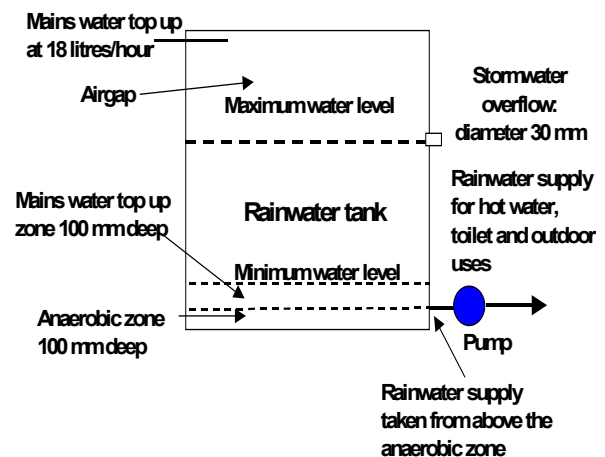 Mains water top up
at 18 litres/hour
Airgap
Maximum water level
Stormwater
overflow:
diameter 30 mm
Mains water top up
zone 100 mm deep
Rainwater tank
Rainwater supply
for hot water,
toilet and outdoor
uses
Minimum water level
Anaerobic zone
100 mm deep
Pump
Rainwater supply
taken from above the
anaerobic zone